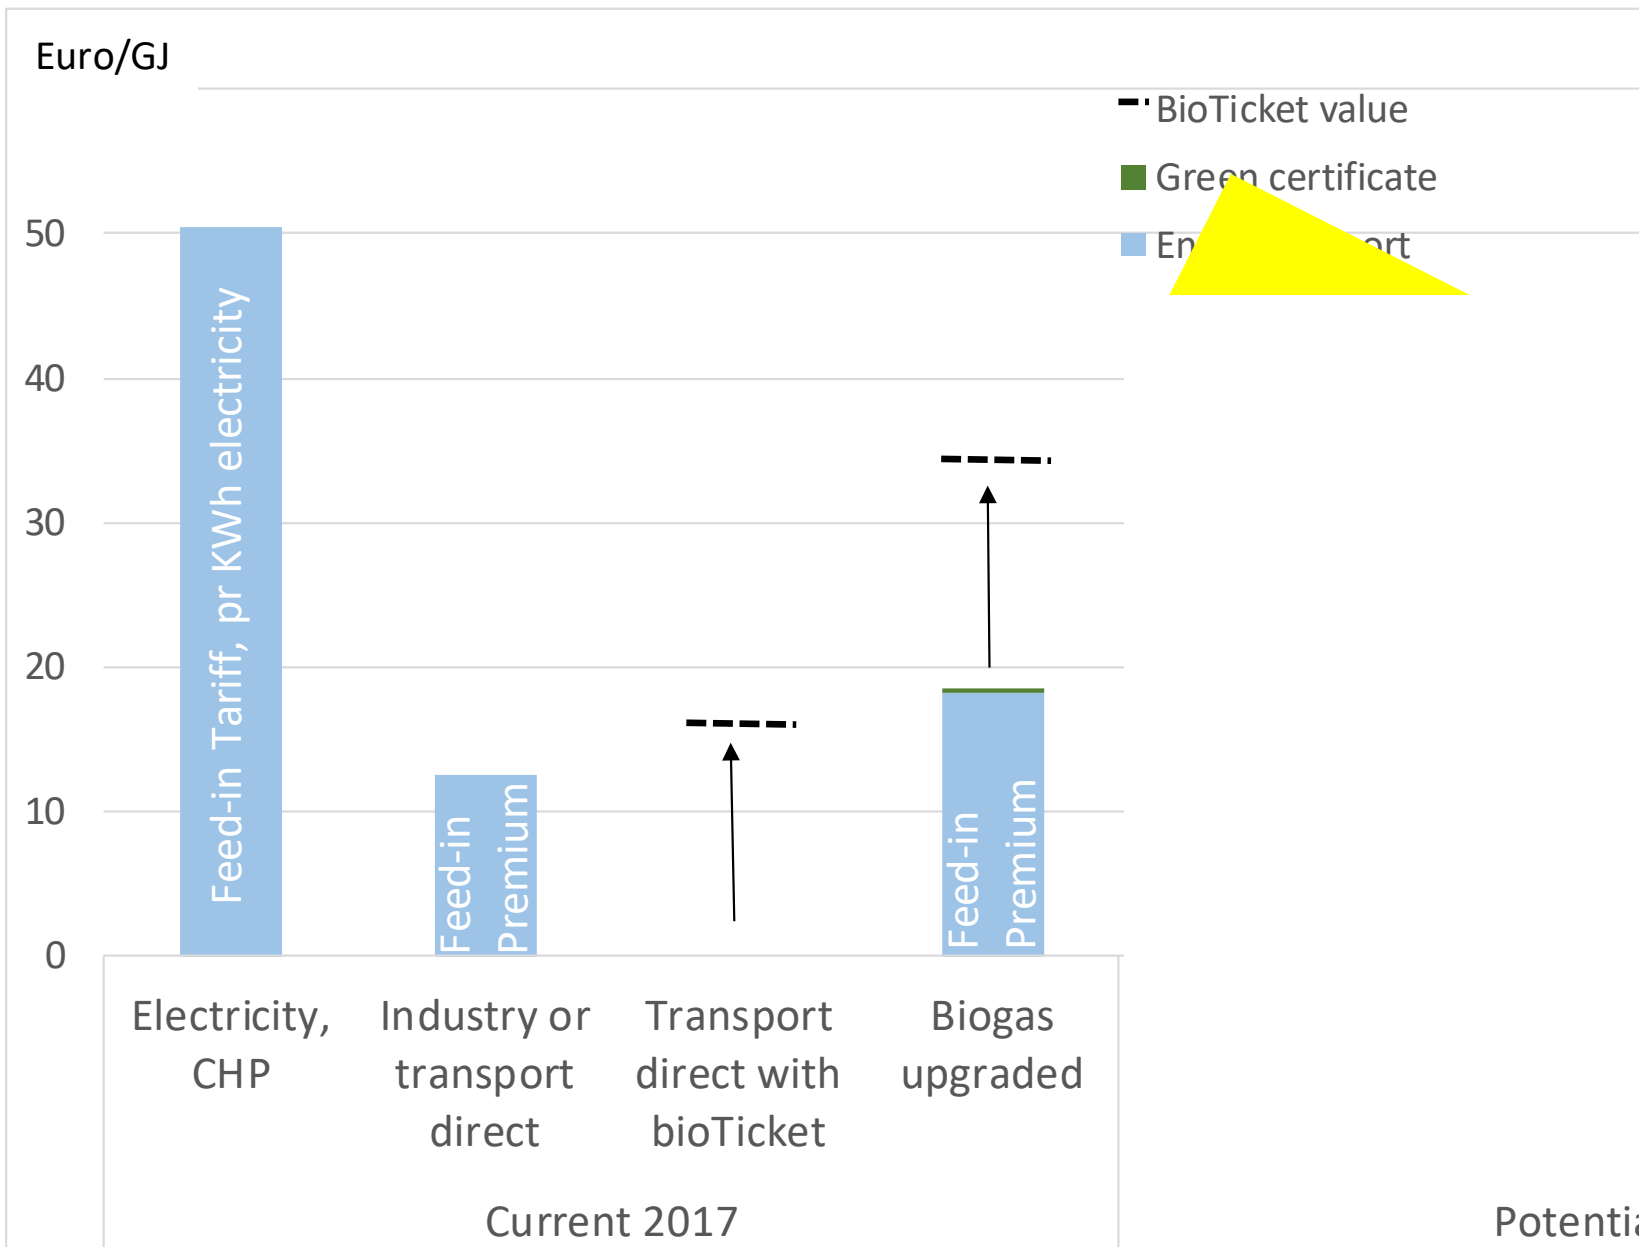 Euro/GJ
BioTicket value
Green certificate
50
40
30
20
10
0
Feed-in Tariff, pr KWh electricity
Feed-in
Premium
Feed-in
Premium
Electricity,
CHP
Industry or
transport
direct
Transport
direct with
bioTicket
Biogas
upgraded
Current 2017